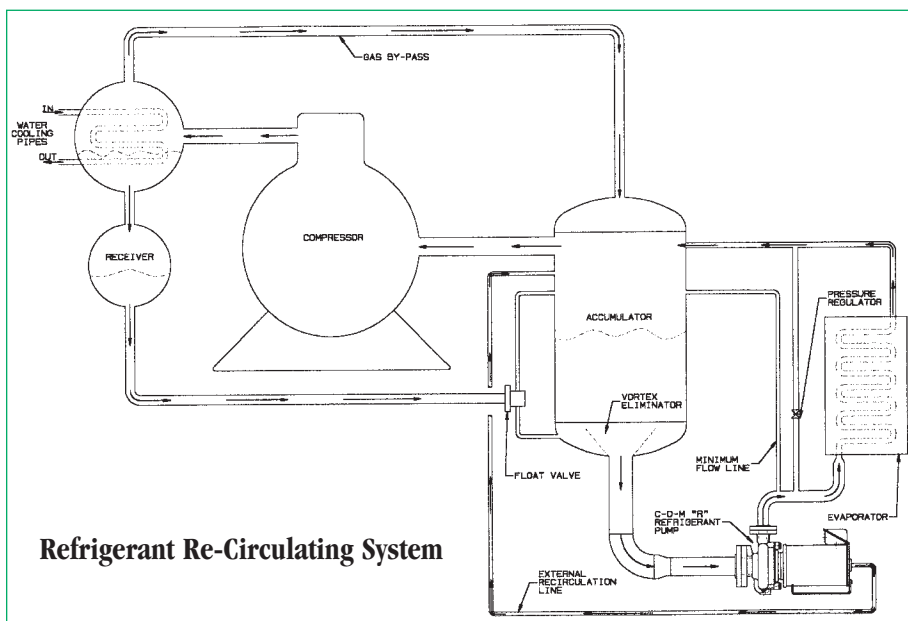 GAS BY-PASS
IN
WATER
COOLING
PIPES
OUT
COMPRESSOR
RECEIVER
ACCUMULATOR
PRESSURE
REGULATOR
VORTEX
ELIMINATOR
FLOAT VALVE
MINIMUM
FLOW LINE
EVAPORATOR
C-D-M "R"
REFRIGERANT
PUMP
Refrigerant Re-Circulating System
EXTERNAL
RECIRCULATION
LINE